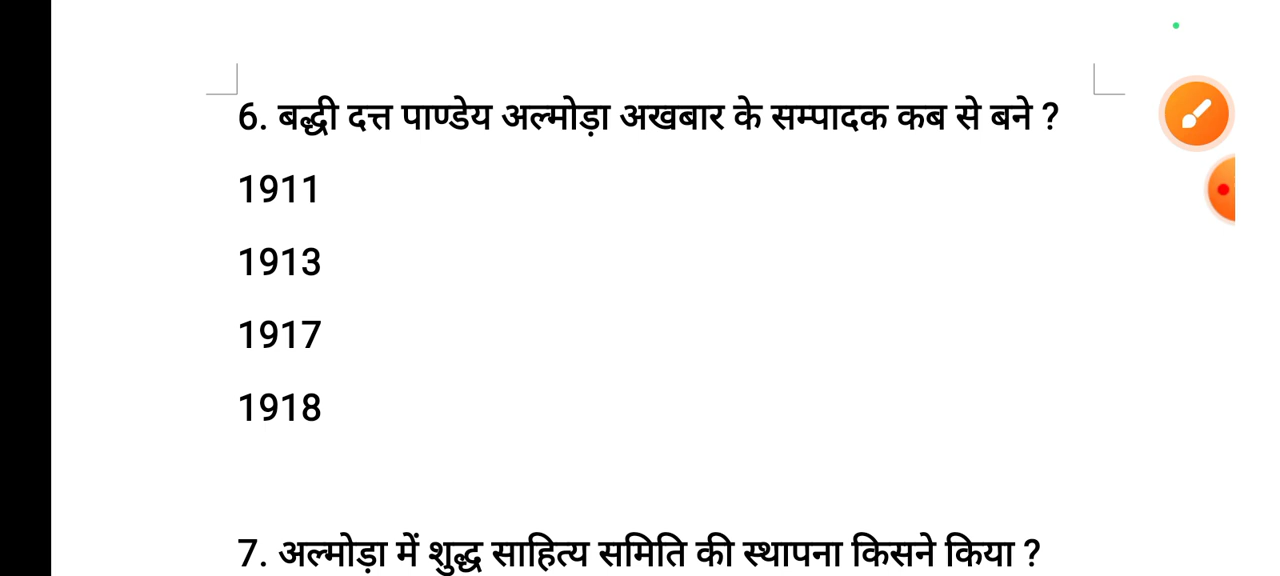 6. बद्धी दत्त पाण्डेय अल्मोड़ा अखबार के सम्पादक कब से बने ?
1911
1913
1917
1918
7. अल्मोड़ा में शुद्ध साहित्य समिति की स्थापना किसने किया ?